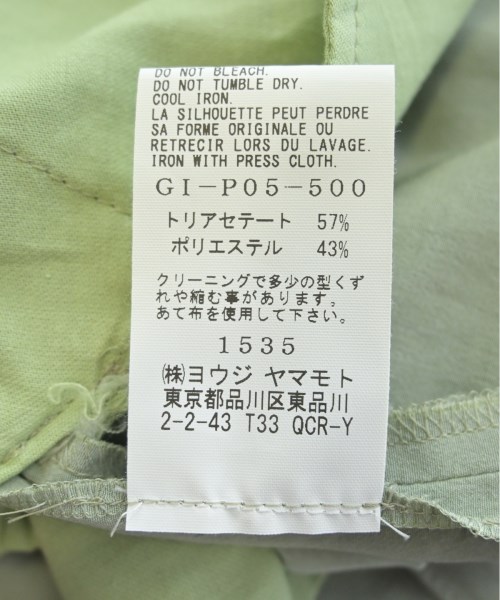 DO NOT BLEACH.
DO NOT TUMBLE DRY.
COOL IRON.
LA SILHOUETTE PEUT PERDRE
SA FORME ORIGINALE OU
RETRECIR LORS DU LAVAGE.
IRON WITH PRESS CLOTH.
GI-P05-500
トリアセテート 57%
ポリエステル 43%
クリーニングで多少の型くず
れや縮む事があります。
あて布を使用して下さい。
1535
㈱ヨウジ ヤマモト
東京都品川区東品川
2-2-43 T33 QCR-Y